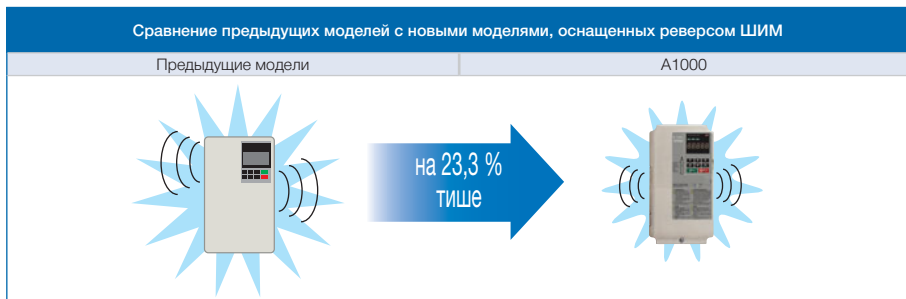 Сравнение предыдущих моделей с новыми моделями, оснащенных реверсом ШИМ
Предыдущие модели
A1000
на 23,3 %
тише